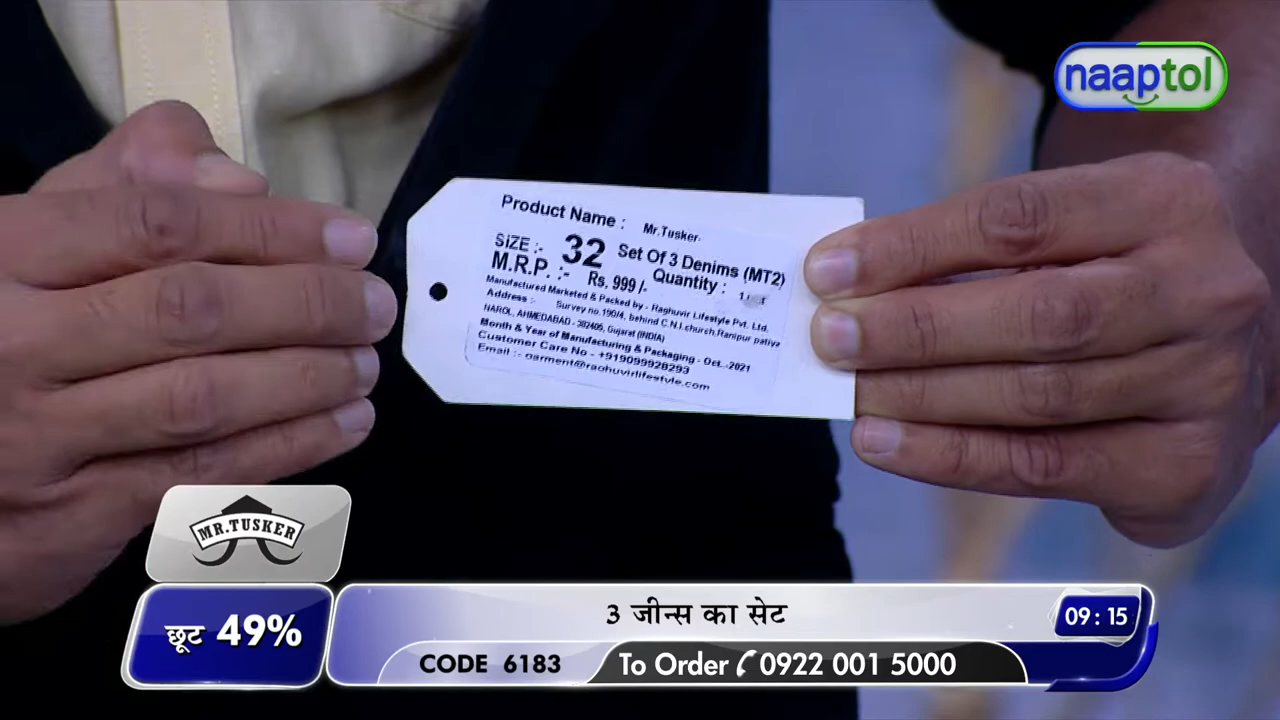 naaptol
Product Name : Mr.Tusker
SIZE :- 32 Set Of 3 Denims (MT2)
M.R.P. :- Rs. 999/- Quantity :
Manufactured Marketed & Packed by - Raghuvir Lifestyle Pvt. Ltd.
Address :- Survey no.190/4, behind C.N.I.church,Ranipur patiya
NAROL, AHMEDABAD - 382405, Gujarat (INDIA)
Month & Year of Manufacturing & Packaging - Oct.-2021
Customer Care No - +919099928293
Email :- garment@raghuvirlifestyle.com
MR.TUSKER
छूट 49%
3 जीन्स का सेट
09:15
CODE 6183
To Order 0922 001 5000